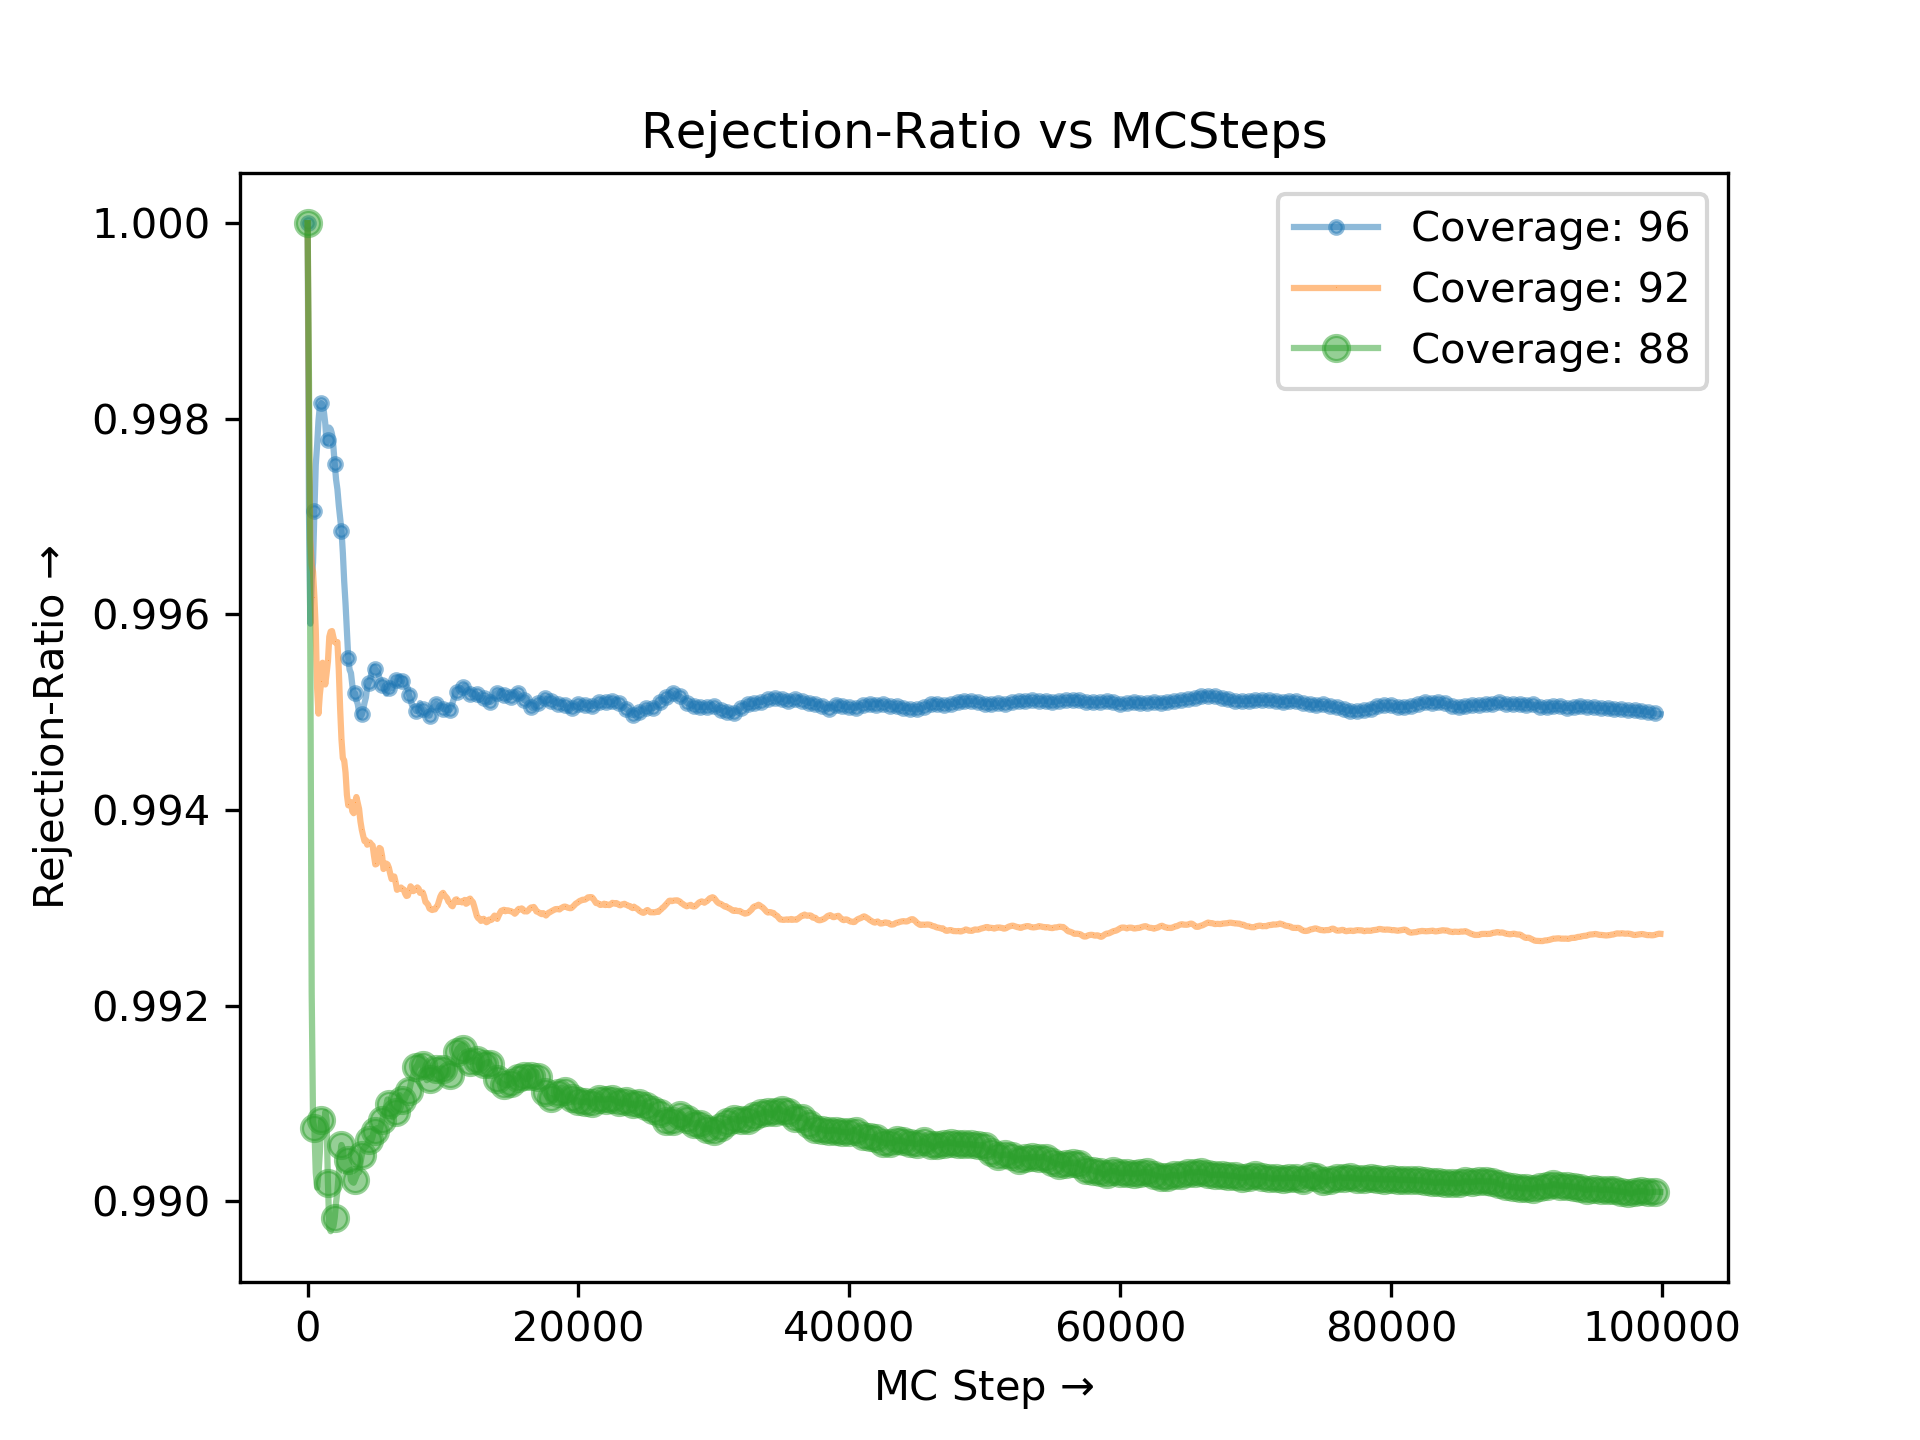 Rejection-Ratio vs MCSteps
Coverage: 96
Coverage: 92
Coverage: 88
Rejection-Ratio →
1.000
0.998
0.996
0.994
0.992
0.990
0 20000 40000 60000 80000 100000
MC Step →